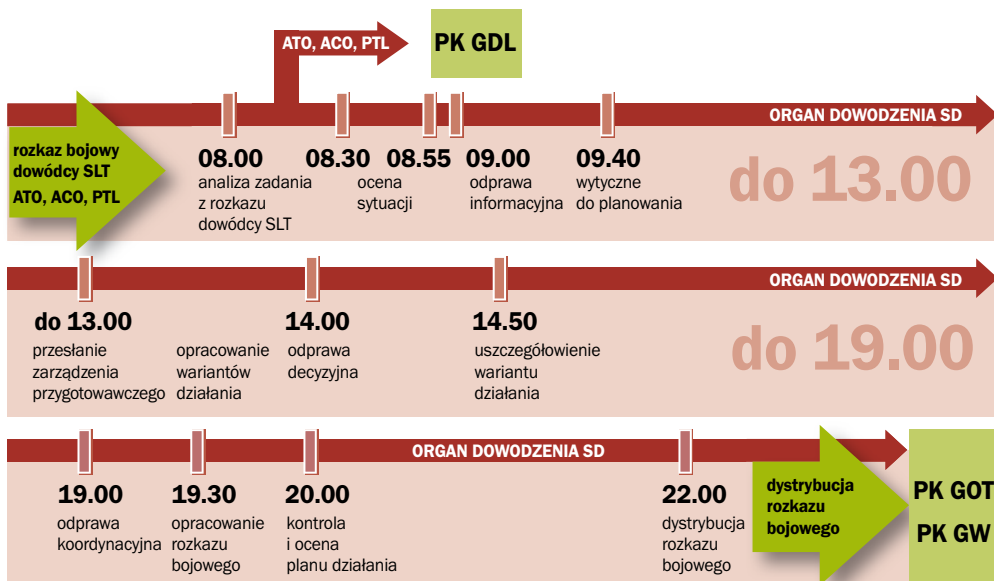 ATO, ACO, PTL
PK GDL
ORGAN DOWODZENIA SD
rozkaz bojowy
dowódcy SLT
ATO, ACO, PTL
08.00
analiza zadania
z rozkazu
dowódcy SLT
08.30
08.55
ocena
sytuacji
09.00
odprawa
informacyjna
09.40
wytyczne
do planowania
do 13.00
ORGAN DOWODZENIA SD
do 13.00
przesłanie
zarządzenia
przygotowawczego
opracowanie
wariantów
działania
14.00
odprawa
decyzyjna
14.50
uszczegółowienie
wariantu
działania
do 19.00
ORGAN DOWODZENIA SD
19.00
odprawa
koordynacyjna
19.30
opracowanie
rozkazu
bojowego
20.00
kontrola
i ocena
planu działania
22.00
dystrybucja
rozkazu
bojowego
dystrybucja
rozkazu
bojowego
PK GOT
PK GW